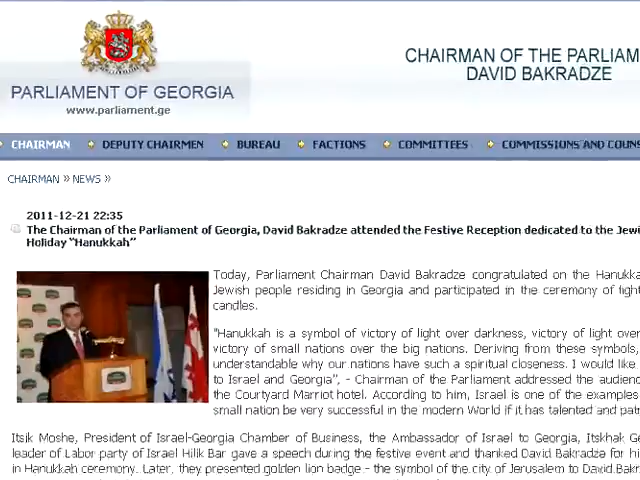 CHAIRMAN OF THE PARLIAM
DAVID BAKRADZE
PARLIAMENT OF GEORGIA
www.parliament.ge
CHAIRMAN DEPUTY CHAIRMEN BUREAU FACTIONS COMMITTEES COMMISSIONS AND COUNS
CHAIRMAN » NEWS »
2011-12-21 22:35
The Chairman of the Parliament of Georgia, David Bakradze attended the Festive Reception dedicated to the Jewi
Holiday "Hanukkah"
Today, Parliament Chairman David Bakradze congratulated on the Hanukka
Jewish people residing in Georgia and participated in the ceremony of light
candles.
"Hanukkah is a symbol of victory of light over darkness, victory of light over
victory of small nations over the big nations. Deriving from these symbols,
understandable why our nations have such a spiritual closeness. I would like
to Israel and Georgia", - Chairman of the Parliament addressed the audienc
the Courtyard Marriot hotel. According to him, Israel is one of the examples
small nation be very successful in the modern World if it has talented and patr
Itsik Moshe, President of Israel-Georgia Chamber of Business, the Ambassador of Israel to Georgia, Itskhak Ge
leader of Labor party of Israel Hilik Bar gave a speech during the festive event and thanked David Bakradze for hi
in Hanukkah ceremony. Later, they presented golden lion badge - the symbol of the city of Jerusalem to David Bakr